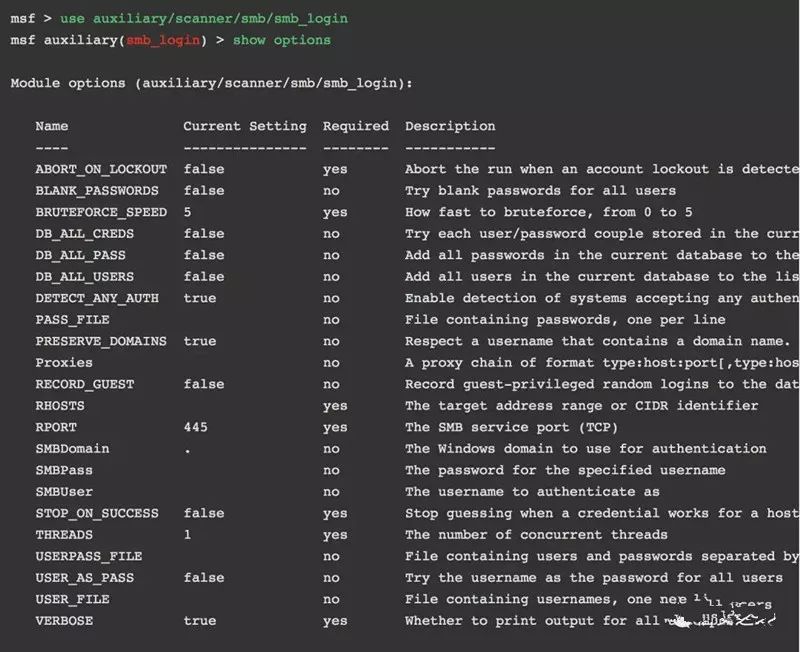 msf > use auxiliary/scanner/smb/smb_login
msf auxiliary(smb_login) > show options
Module options (auxiliary/scanner/smb/smb_login):
Name Current Setting Required Description
---- --------------- -------- -----------
ABORT_ON_LOCKOUT false yes Abort the run when an account lockout is detecte
BLANK_PASSWORDS false no Try blank passwords for all users
BRUTEFORCE_SPEED 5 yes How fast to bruteforce, from 0 to 5
DB_ALL_CREDS false no Try each user/password couple stored in the curr
DB_ALL_PASS false no Add all passwords in the current database to the
DB_ALL_USERS false no Add all users in the current database to the lis
DETECT_ANY_AUTH true no Enable detection of systems accepting any authen
PASS_FILE no File containing passwords, one per line
PRESERVE_DOMAINS true no Respect a username that contains a domain name.
Proxies no A proxy chain of format type:host:port[,type:hos
RECORD_GUEST false no Record guest-privileged random logins to the dat
RHOSTS yes The target address range or CIDR identifier
RPORT 445 yes The SMB service port (TCP)
SMBDomain . no The Windows domain to use for authentication
SMBPass no The password for the specified username
SMBUser no The username to authenticate as
STOP_ON_SUCCESS false yes Stop guessing when a credential works for a host
THREADS 1 yes The number of concurrent threads
USERPASS_FILE no File containing users and passwords separated by
USER_AS_PASS false no Try the username as the password for all users
USER_FILE no File containing usernames, one
VERBOSE true yes Whether to print output for all